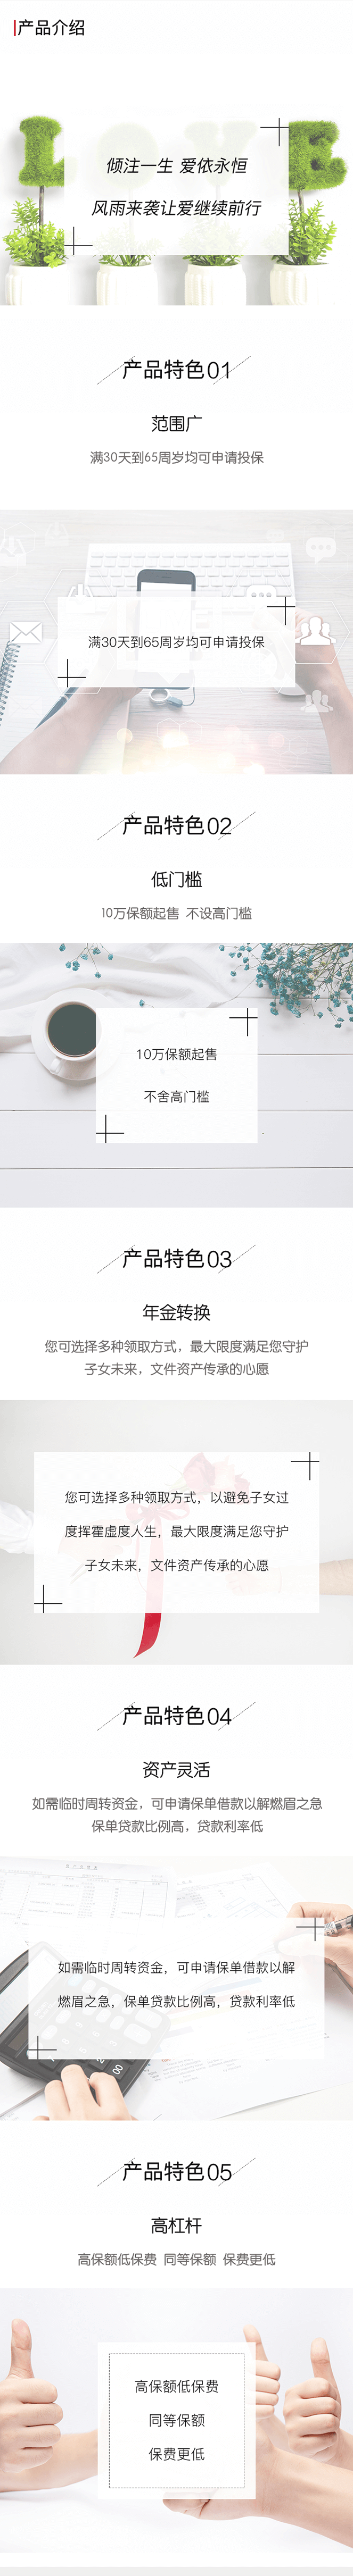 产品介绍
LOVE
倾注一生 爱依永恒
风雨来袭让爱继续前行
产品特色01
范围广
满30天到65周岁均可申请投保
满30天到65周岁均可申请投保
产品特色02
低门槛
10万保额起售 不设高门槛
10万保额起售
不舍高门槛
产品特色03
年金转换
您可选择多种领取方式，最大限度满足您守护
子女未来，文件资产传承的心愿
您可选择多种领取方式，以避免子女过
度挥霍虚度人生，最大限度满足您守护
子女未来，文件资产传承的心愿
产品特色04
资产灵活
如需临时周转资金，可申请保单借款以解燃眉之急
保单贷款比例高，贷款利率低
如需临时周转资金，可申请保单借款以解
燃眉之急，保单贷款比例高，贷款利率低
产品特色05
高杠杆
高保额低保费 同等保额 保费更低
高保额低保费
同等保额
保费更低